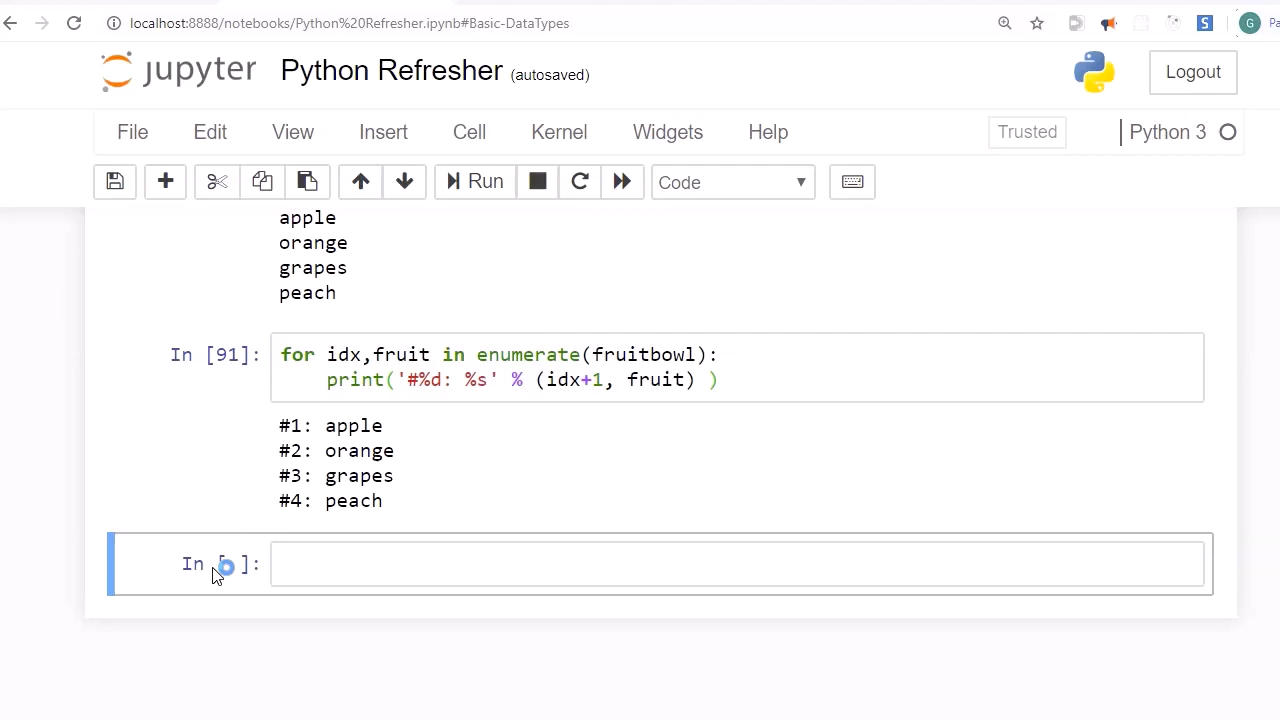 localhost:8888/notebooks/Python%20Refresher.ipynb#Basic-DataTypes
S
G
Pa
jupyter Python Refresher (autosaved)
Logout
File Edit View Insert Cell Kernel Widgets Help
Trusted
Python 3
Run
Code
apple
orange
grapes
peach
In [91]: for idx,fruit in enumerate(fruitbowl):
print('#%d: %s' % (idx+1, fruit) )
#1: apple
#2: orange
#3: grapes
#4: peach
In [ ]: